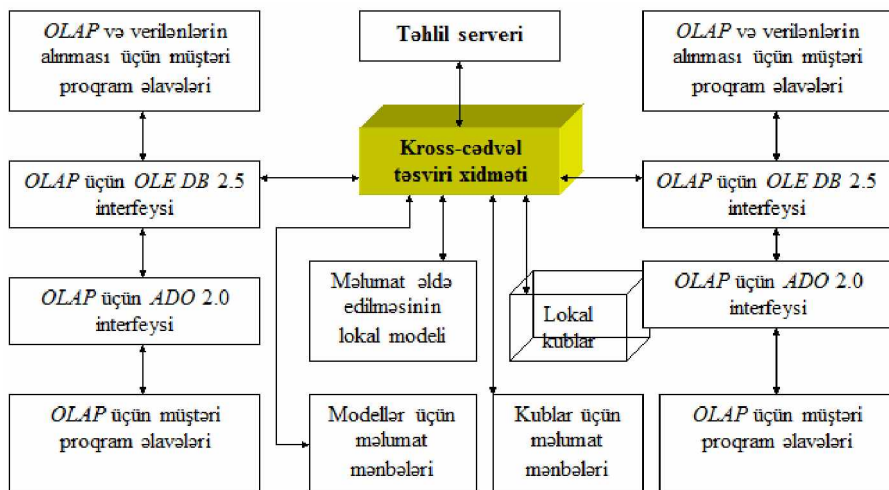 OLAP və verilənlərin
alınması üçün müştəri
proqram əlavələri
Təhlil serveri
OLAP və verilənlərin
alınması üçün müştəri
proqram əlavələri
Kross-cədvəl
təsviri xidməti
OLAP üçün OLE DB 2.5
interfeysi
OLAP üçün OLE DB 2.5
interfeysi
OLAP üçün ADO 2.0
interfeysi
Məlumat əldə
edilməsinin
lokal modeli
Lokal
kublar
OLAP üçün ADO 2.0
interfeysi
OLAP üçün müştəri
proqram əlavələri
Modellər üçün
məlumat
mənbələri
Kublar üçün
məlumat
mənbələri
OLAP üçün müştəri
proqram əlavələri